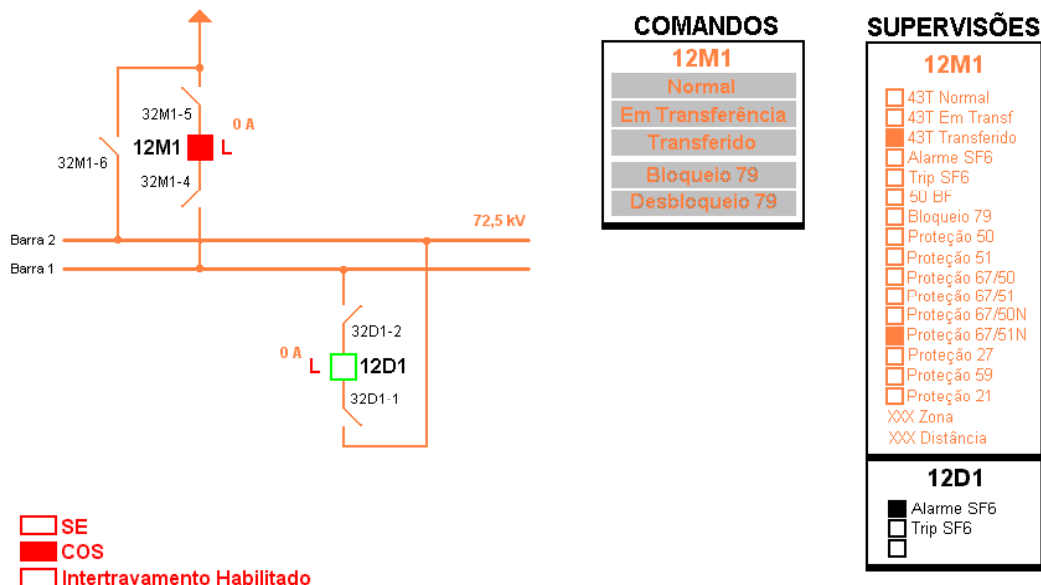 COMANDOS
12M1
Normal
Em Transferência
Transferido
Bloqueio 79
Desbloqueio 79
SUPERVISÕES
12M1
43T Normal
43T Em Transf
43T Transferido
Alarme SF6
Trip SF6
50 BF
Bloqueio 79
Proteção 50
Proteção 51
Proteção 67/50
Proteção 67/51
Proteção 67/50N
Proteção 67/51N
Proteção 27
Proteção 59
Proteção 21
XXX Zona
XXX Distância
12D1
Alarme SF6
Trip SF6
32M1-5
0 A
12M1 L
32M1-6
32M1-4
72,5 kV
Barra 2
Barra 1
32D1-2
0 A
L 12D1
32D1-1
SE
COS
Intertravamento Habilitado